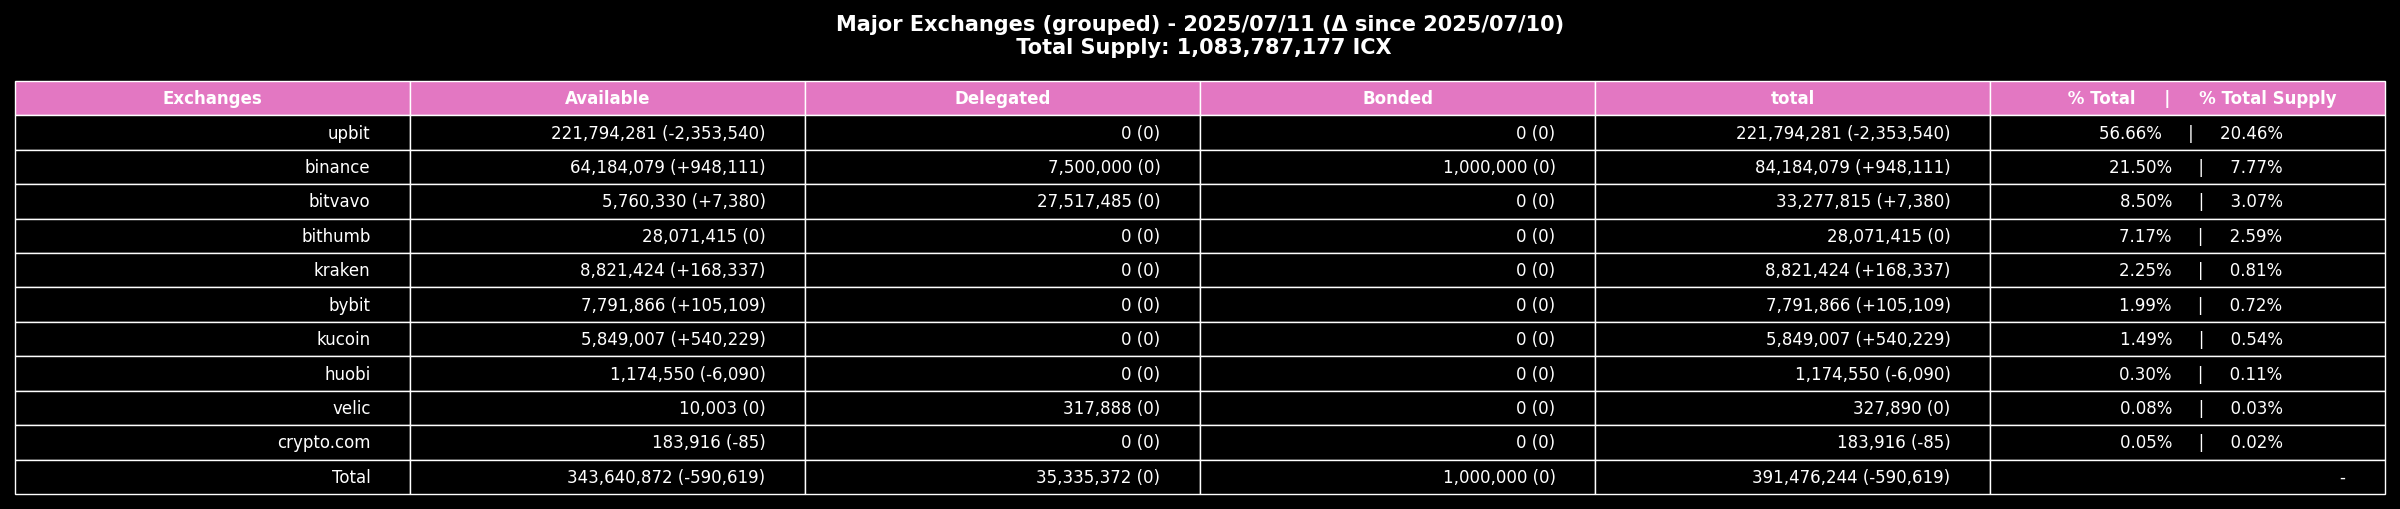 Major Exchanges (grouped) - 2025/07/11 (Δ since 2025/07/10)
Total Supply: 1,083,787,177 ICX
Exchanges Available Delegated Bonded total % Total | % Total Supply
upbit 221,794,281 (-2,353,540) 0 (0) 0 (0) 221,794,281 (-2,353,540) 56.66% | 20.46%
binance 64,184,079 (+948,111) 7,500,000 (0) 1,000,000 (0) 84,184,079 (+948,111) 21.50% | 7.77%
bitvavo 5,760,330 (+7,380) 27,517,485 (0) 0 (0) 33,277,815 (+7,380) 8.50% | 3.07%
bithumb 28,071,415 (0) 0 (0) 0 (0) 28,071,415 (0) 7.17% | 2.59%
kraken 8,821,424 (+168,337) 0 (0) 0 (0) 8,821,424 (+168,337) 2.25% | 0.81%
bybit 7,791,866 (+105,109) 0 (0) 0 (0) 7,791,866 (+105,109) 1.99% | 0.72%
kucoin 5,849,007 (+540,229) 0 (0) 0 (0) 5,849,007 (+540,229) 1.49% | 0.54%
huobi 1,174,550 (-6,090) 0 (0) 0 (0) 1,174,550 (-6,090) 0.30% | 0.11%
velic 10,003 (0) 317,888 (0) 0 (0) 327,890 (0) 0.08% | 0.03%
crypto.com 183,916 (-85) 0 (0) 0 (0) 183,916 (-85) 0.05% | 0.02%
Total 343,640,872 (-590,619) 35,335,372 (0) 1,000,000 (0) 391,476,244 (-590,619) -